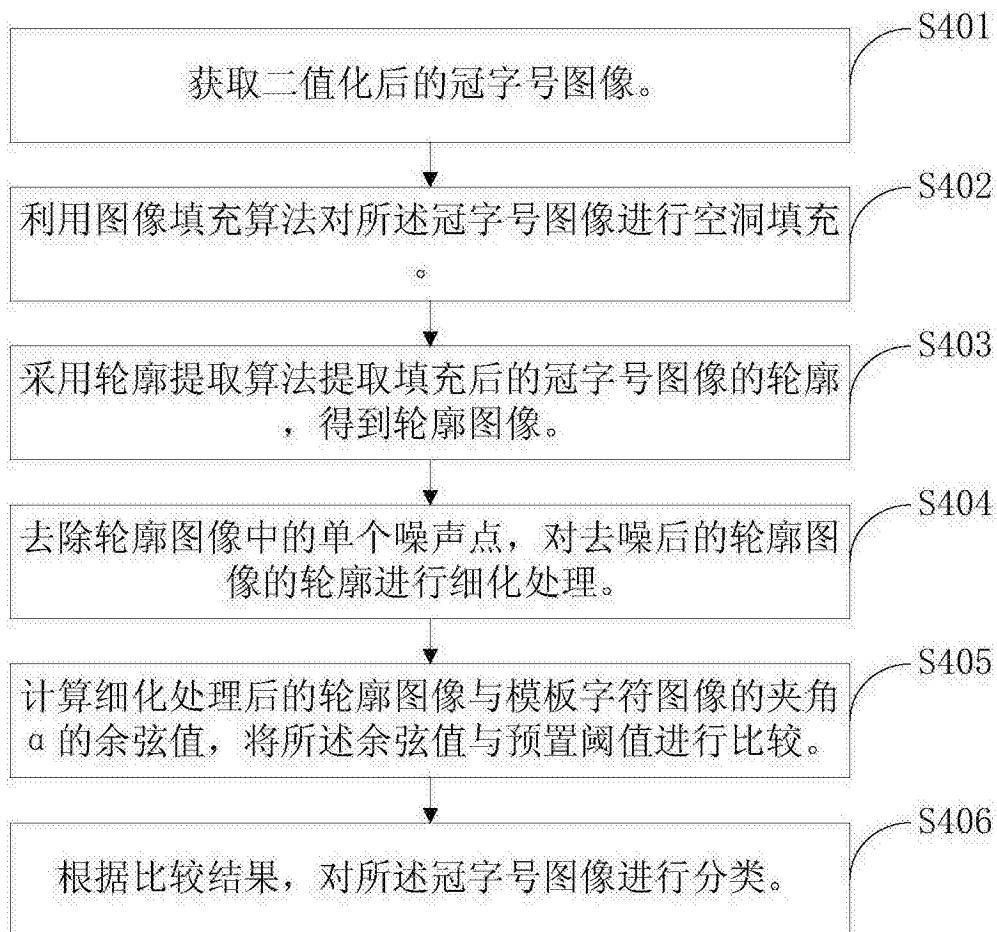 S401
获取二值化后的冠字号图像。
S402
利用图像填充算法对所述冠字号图像进行空洞填充
。
S403
采用轮廓提取算法提取填充后的冠字号图像的轮廓
，得到轮廓图像。
S404
去除轮廓图像中的单个噪声点，对去噪后的轮廓图
像的轮廓进行细化处理。
S405
计算细化处理后的轮廓图像与模板字符图像的夹角
α的余弦值，将所述余弦值与预置阈值进行比较。
S406
根据比较结果，对所述冠字号图像进行分类。